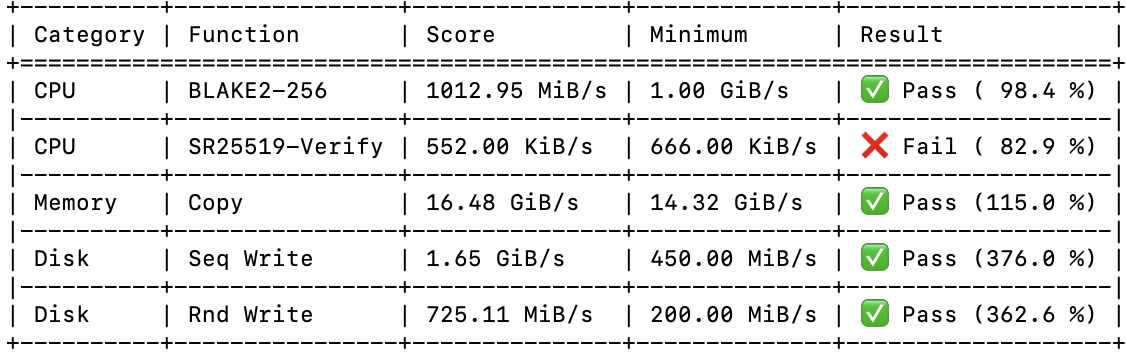 +----------+----------------+---------------+--------------+-------------------+
| Category | Function       | Score         | Minimum      | Result            |
+==============================================================================+
| CPU      | BLAKE2-256     | 1012.95 MiB/s | 1.00 GiB/s   | ✅ Pass ( 98.4 %) |
|----------+----------------+---------------+--------------+-------------------|
| CPU      | SR25519-Verify | 552.00 KiB/s  | 666.00 KiB/s | ❌ Fail ( 82.9 %) |
|----------+----------------+---------------+--------------+-------------------|
| Memory   | Copy           | 16.48 GiB/s   | 14.32 GiB/s  | ✅ Pass (115.0 %) |
|----------+----------------+---------------+--------------+-------------------|
| Disk     | Seq Write      | 1.65 GiB/s    | 450.00 MiB/s | ✅ Pass (376.0 %) |
|----------+----------------+---------------+--------------+-------------------|
| Disk     | Rnd Write      | 725.11 MiB/s  | 200.00 MiB/s | ✅ Pass (362.6 %) |
+----------+----------------+---------------+--------------+-------------------+